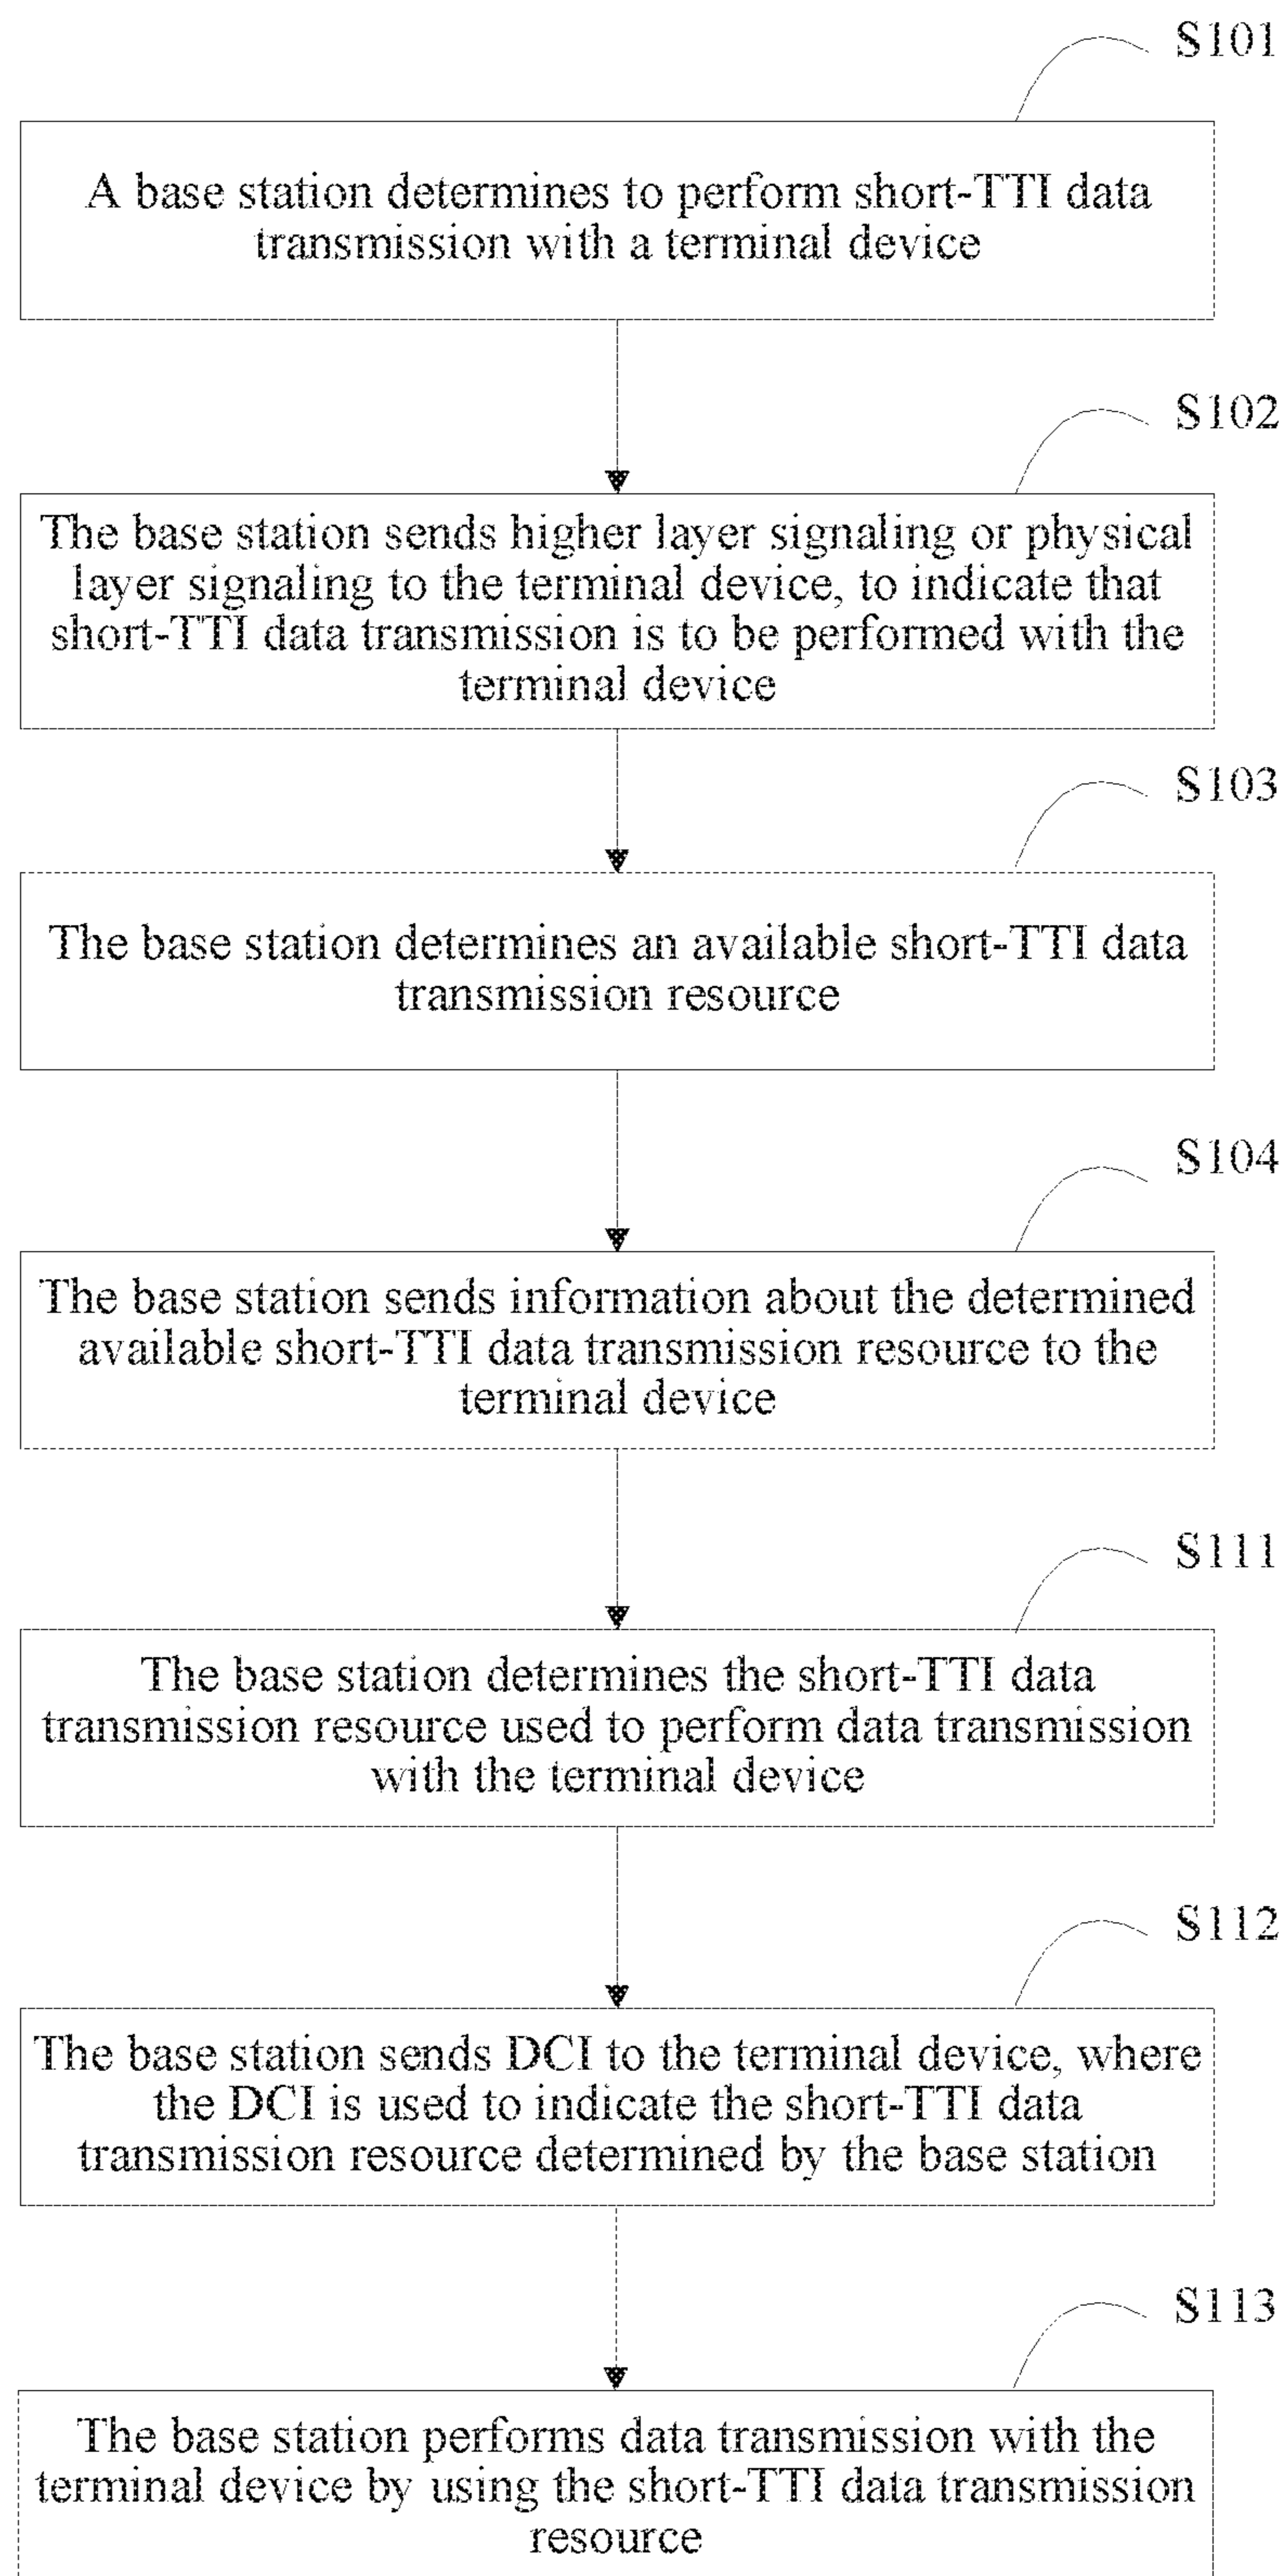 S101
A base station determines to perform short-TTI data
transmission with a terminal device
S102
The base station sends higher layer signaling or physical
layer signaling to the terminal device, to indicate that
short-TTI data transmission is to be performed with the
terminal device
S103
The base station determines an available short-TTI data
transmission resource
S104
The base station sends information about the determined
available short-TTI data transmission resource to the
terminal device
S111
The base station determines the short-TTI data
transmission resource used to perform data transmission
with the terminal device
S112
The base station sends DCI to the terminal device, where
the DCI is used to indicate the short-TTI data
transmission resource determined by the base station
S113
The base station performs data transmission with the
terminal device by using the short-TTI data transmission
resource